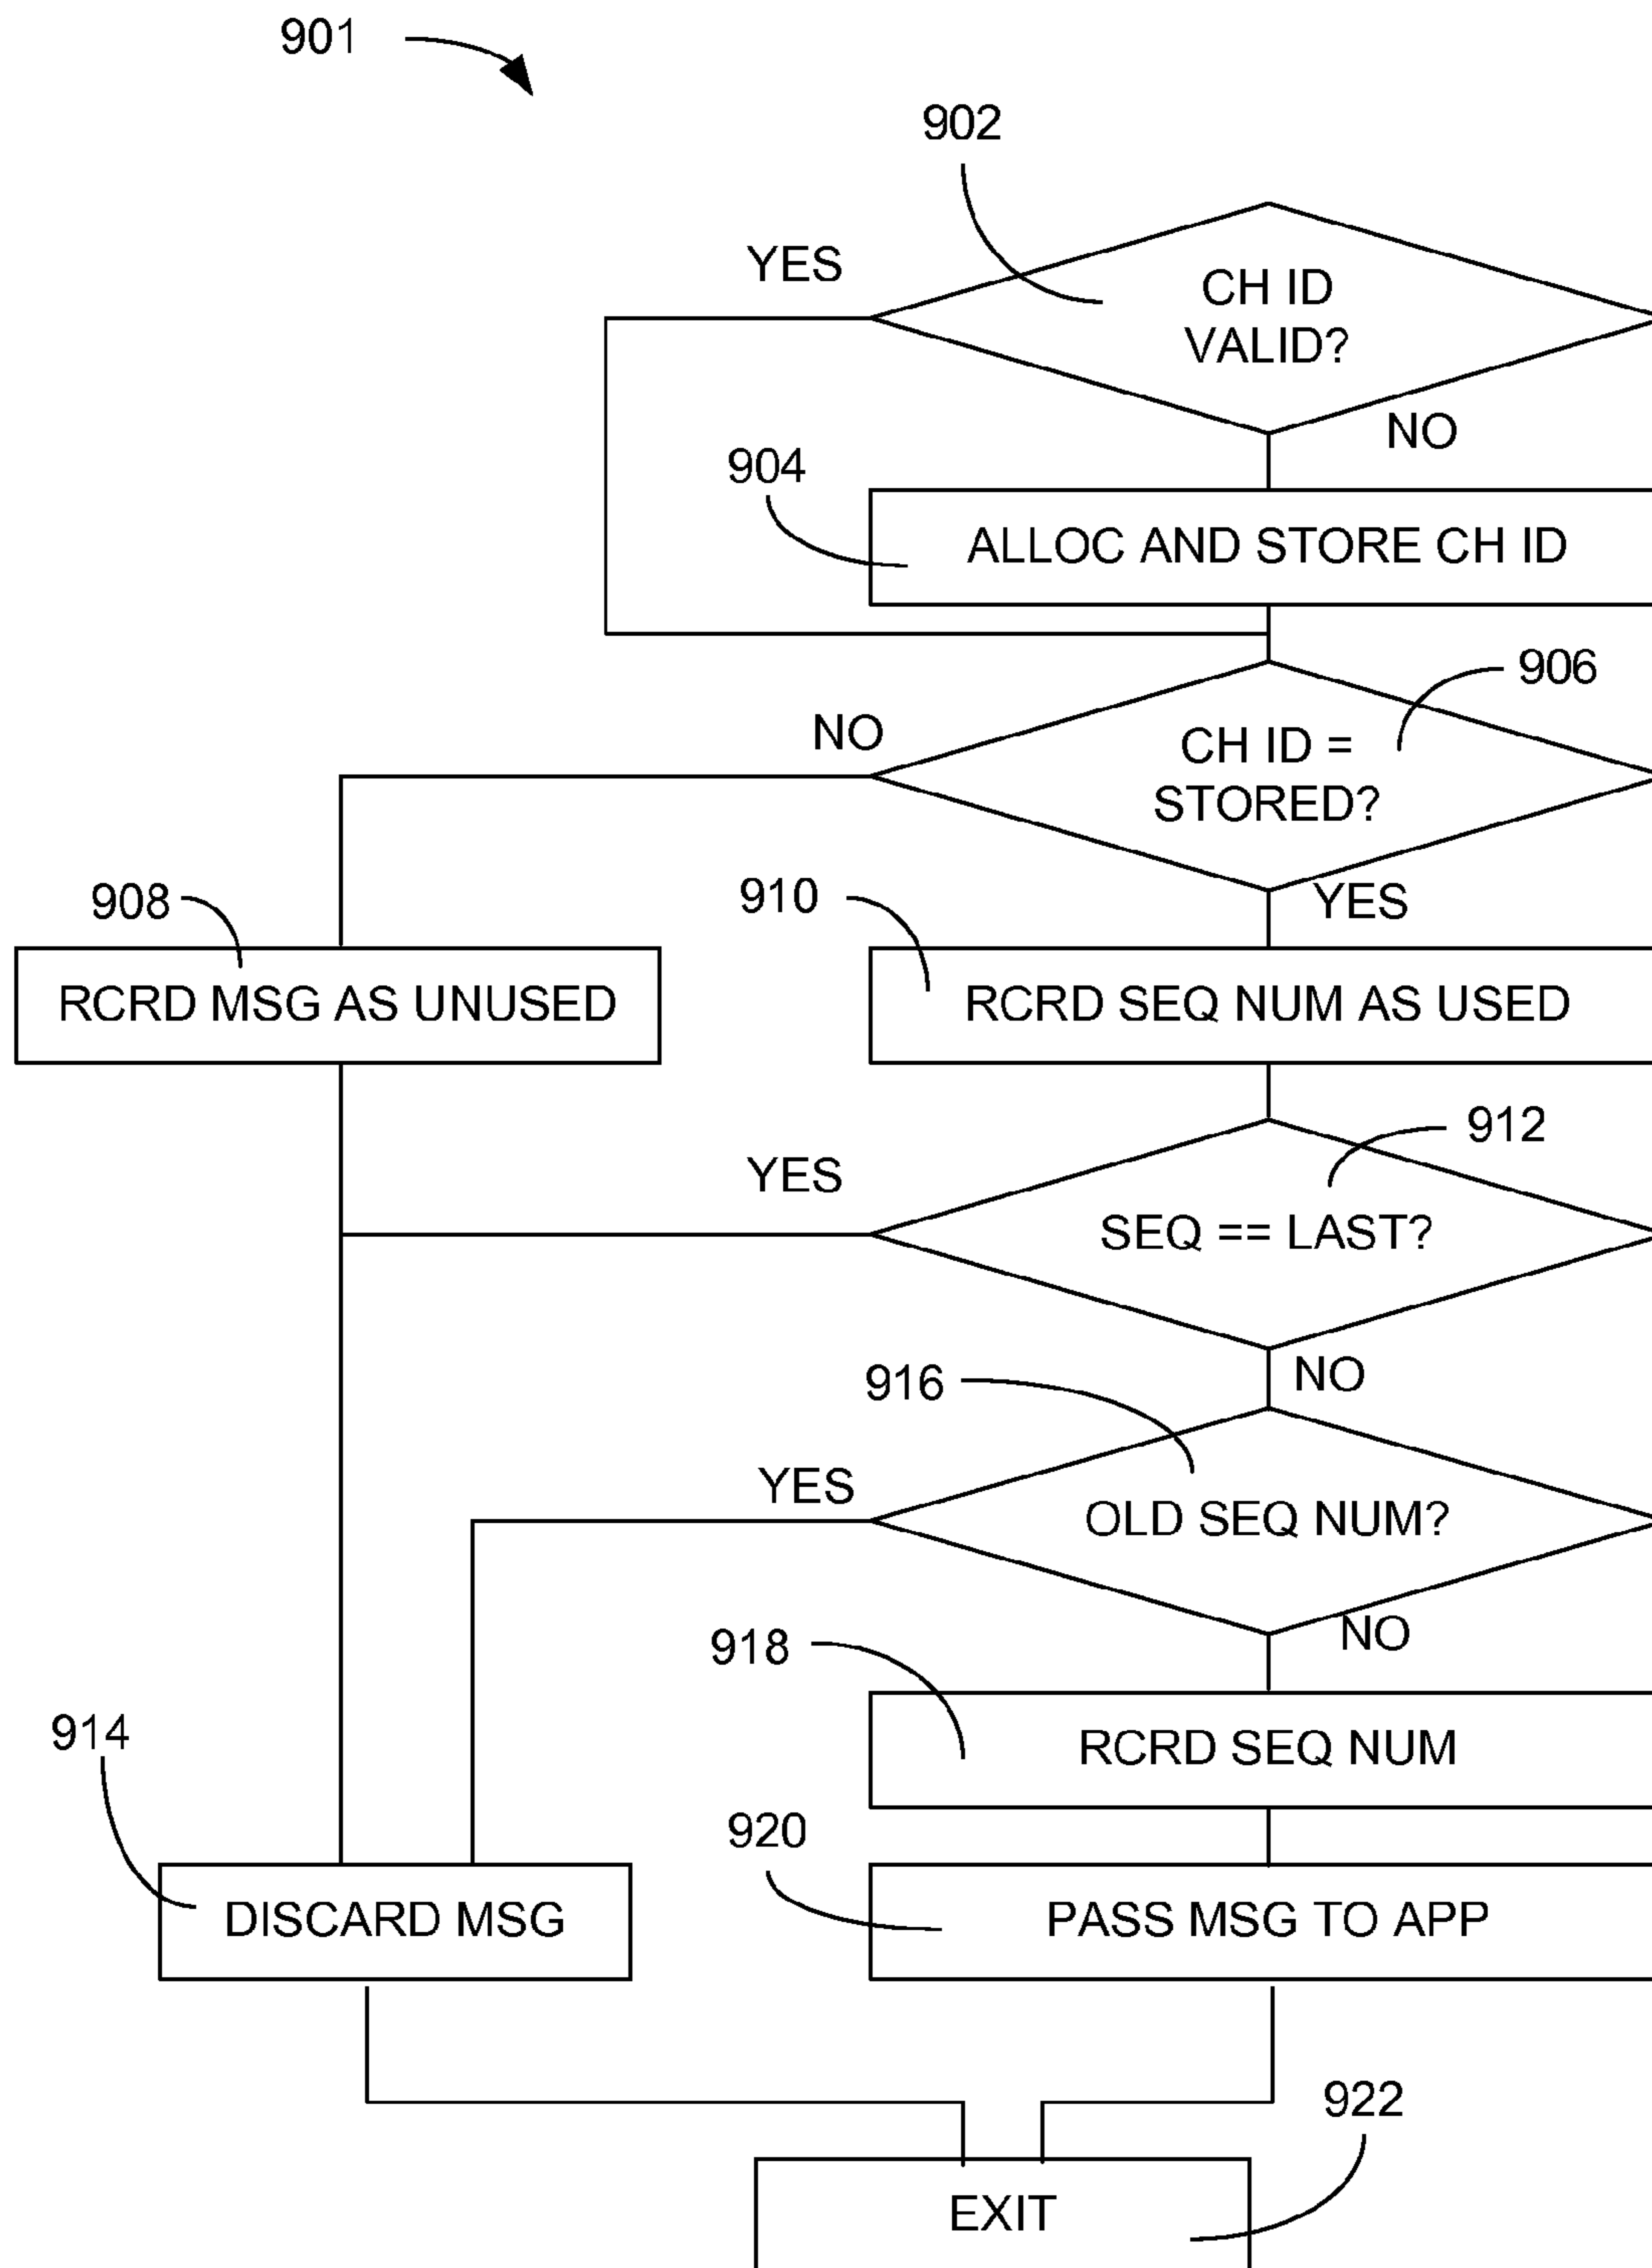 901
902
YES
CH ID
VALID?
NO
904
ALLOC AND STORE CH ID
906
NO
CH ID =
STORED?
908
910
YES
RCRD MSG AS UNUSED
RCRD SEQ NUM AS USED
912
YES
SEQ == LAST?
916
NO
YES
OLD SEQ NUM?
918
NO
914
RCRD SEQ NUM
920
DISCARD MSG
PASS MSG TO APP
922
EXIT